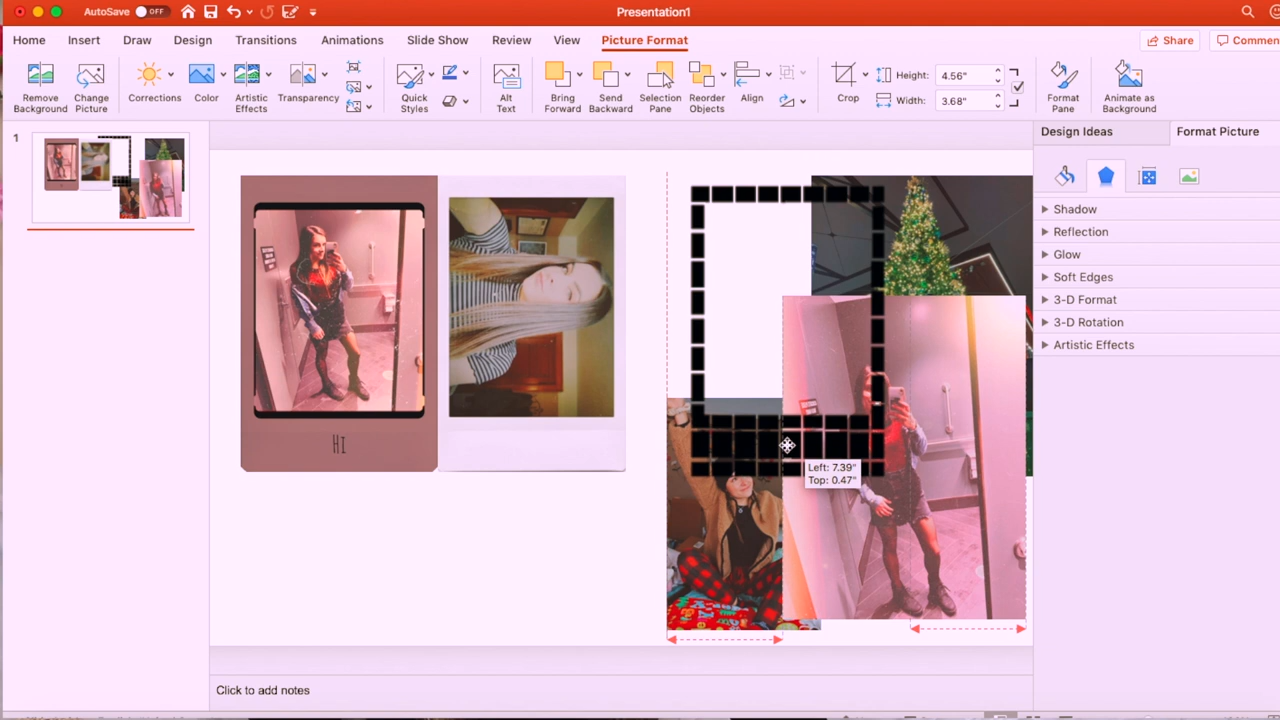 AutoSave OFF
Presentation1
Home Insert Draw Design Transitions Animations Slide Show Review View Picture Format
Share Commen
Remove Background
Change Picture
Corrections
Color
Artistic Effects
Transparency
Quick Styles
Alt Text
Bring Forward
Send Backward
Selection Pane
Reorder Objects
Align
Crop
Height: 4.56"
Width: 3.68"
Format Pane
Animate as Background
1
Design Ideas Format Picture
Shadow
Reflection
Glow
Soft Edges
3-D Format
3-D Rotation
Artistic Effects
HI
Left: 7.39"
Top: 0.47"
Click to add notes